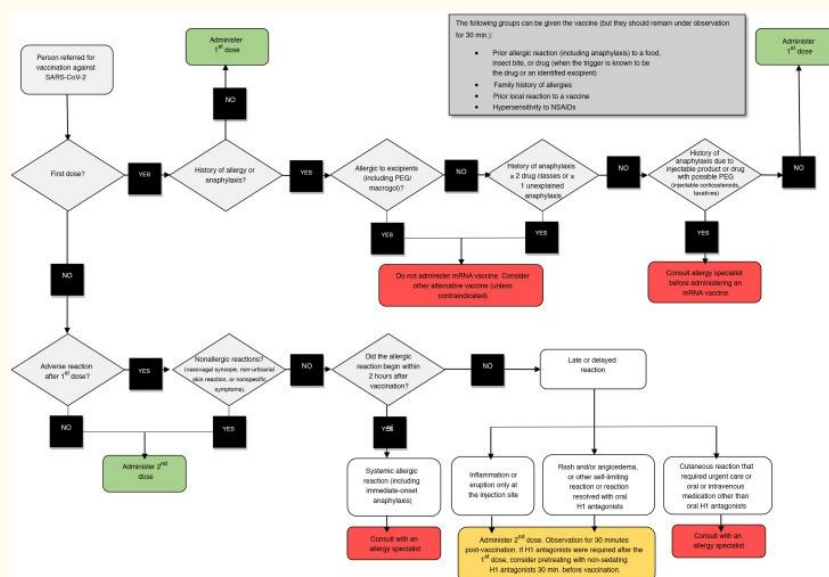 The following groups can be given the vaccine (but they should remain under observation
for 30 min.):
• Prior allergic reaction (including anaphylaxis) to a food,
insect bite, or drug (when the trigger is known to be
the drug or an identified excipient)
• Family history of allergies
• Prior local reaction to a vaccine
• Hypersensitivity to NSAIDs
Person referred for
vaccination against
SARS-CoV-2
Administer
1st dose
Administer
1st dose
NO
NO
First dose?
YES
History of allergy or
anaphylaxis?
YES
Allergic to excipients
(including PEG/
macrogol)?
NO
History of anaphylaxis
≥ 2 drug classes or ≥
1 unexplained
anaphylaxis
NO
History of
anaphylaxis due to
injectable product or drug
with possible PEG
(injectable corticosteroids,
laxatives)
NO
YES
YES
YES
Do not administer mRNA vaccine. Consider
other alternative vaccine (unless
contraindicated).
Consult allergy specialist
before administering an
mRNA vaccine
NO
Adverse reaction
after 1st dose?
YES
Nonallergic reactions?
(vasovagal syncope, non-urticarial
skin reaction, or nonspecific
symptoms).
NO
Did the allergic
reaction begin within
2 hours after
vaccination?
NO
Late or delayed
reaction
NO
YES
YES
Administer 2nd
dose
Systemic allergic
reaction (including
immediate-onset
anaphylaxis)
Inflammation or
eruption only at
the injection site
Rash and/or angioedema,
or other self-limiting
reaction or reaction
resolved with oral
H1 antagonists
Cutaneous reaction that
required urgent care or
oral or intravenous
medication other than
oral H1 antagonists
Consult with an
allergy specialist
Administer 2nd dose. Observation for 30 minutes
post-vaccination. If H1 antagonists were required after the
1st dose, consider pretreating with non-sedating
H1 antagonists 30 min. before vaccination.
Consult with an
allergy specialist